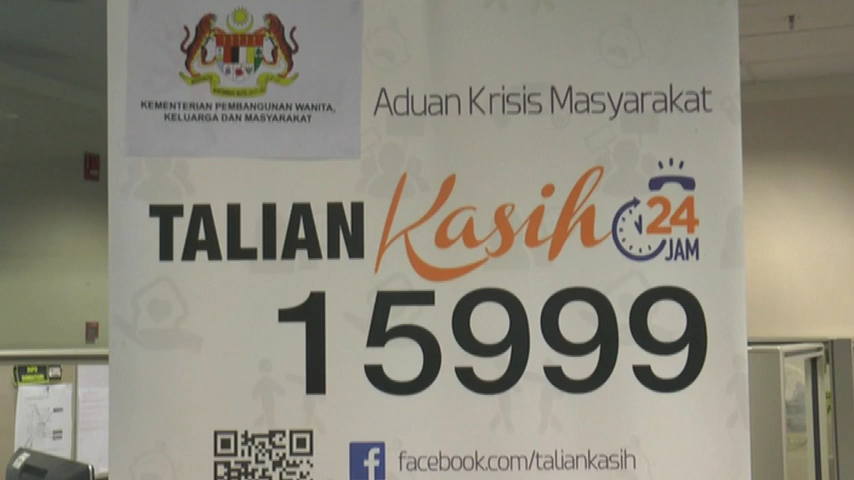 KEMENTERIAN PEMBANGUNAN WANITA,
KELUARGA DAN MASYARAKAT
Aduan Krisis Masyarakat
TALIAN Kasih 24 JAM
15999
facebook.com/taliankasih